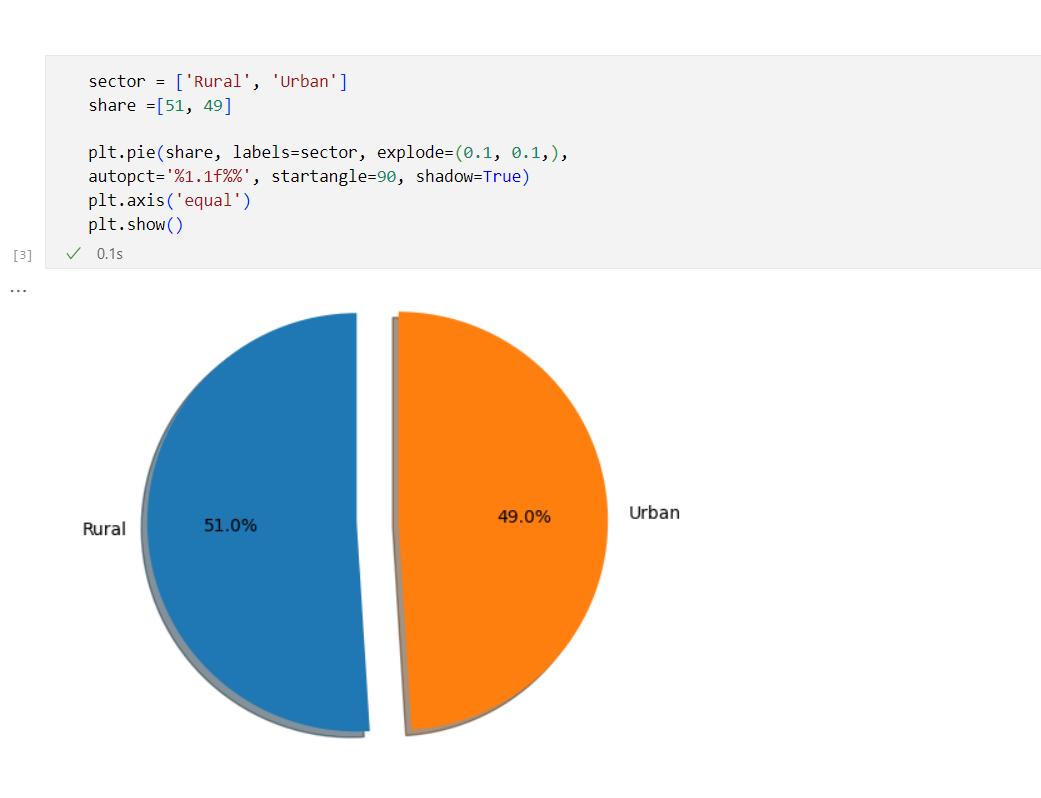 sector = ['Rural', 'Urban']
share =[51, 49]
plt.pie(share, labels=sector, explode=(0.1, 0.1,),
autopct='%1.1f%%', startangle=90, shadow=True)
plt.axis('equal')
plt.show()
[3] ✓ 0.1s
...
Rural 51.0% 49.0% Urban